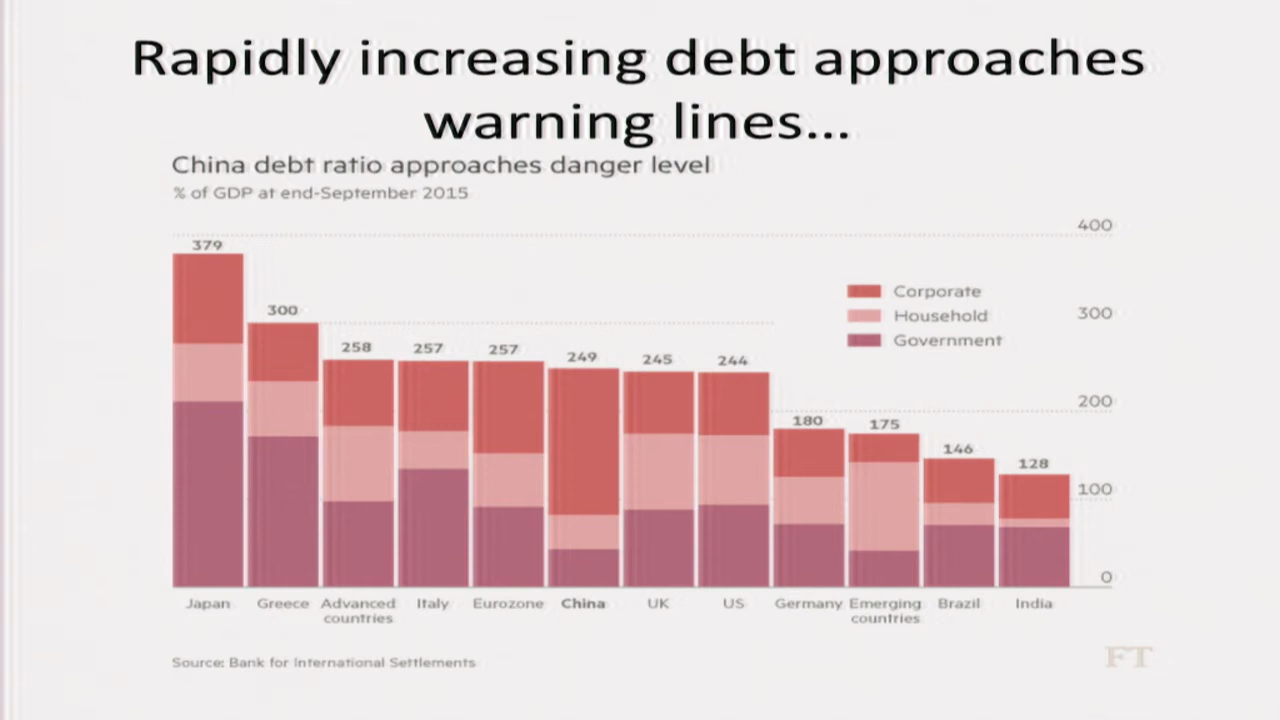 Rapidly increasing debt approaches
warning lines...
China debt ratio approaches danger level
% of GDP at end-September 2015
400
379
Corporate
300
Household
300
258
257
257
249
245
244
Government
200
180
175
146
128
100
0
Japan
Greece
Advanced
countries
Italy
Eurozone
China
UK
US
Germany
Emerging
countries
Brazil
India
Source: Bank for International Settlements
FT